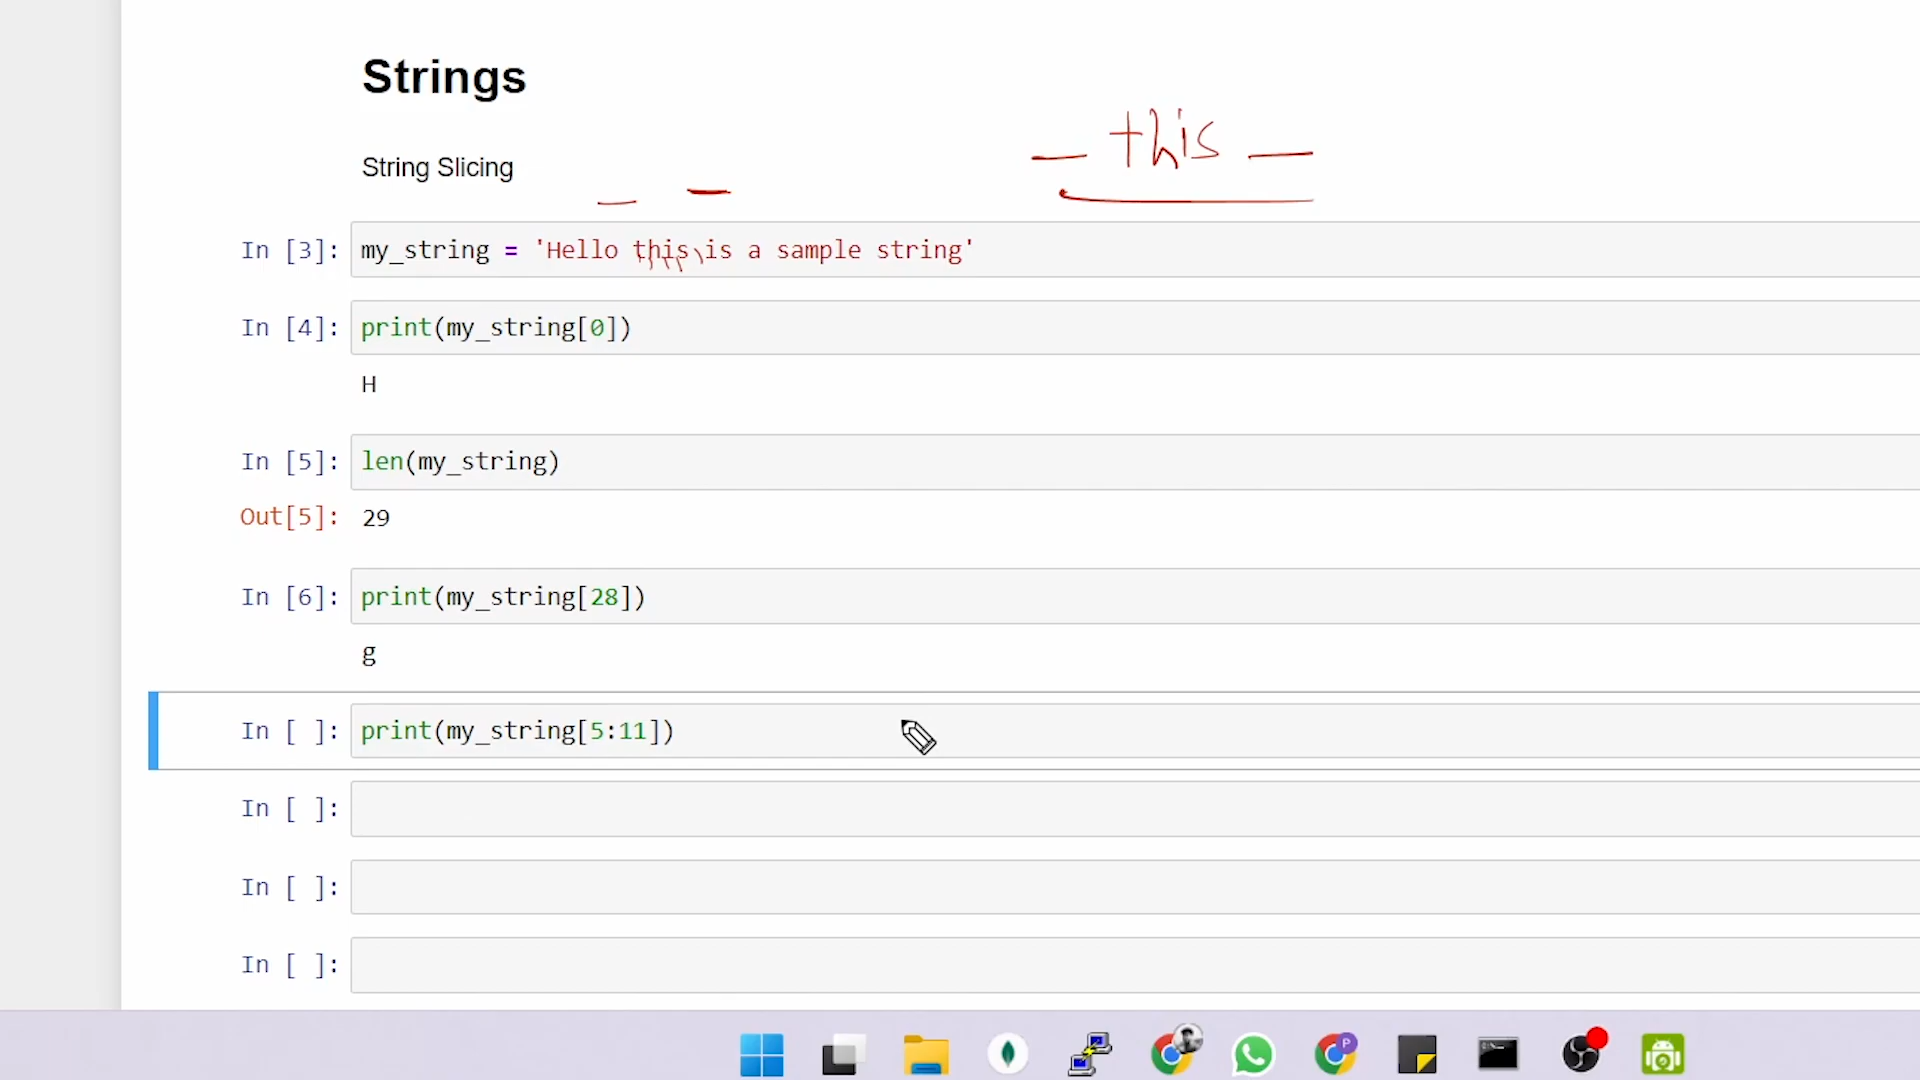 Strings
— this —
String Slicing
In [3]: my_string = 'Hello this is a sample string'
In [4]: print(my_string[0])
H
In [5]: len(my_string)
Out[5]: 29
In [6]: print(my_string[28])
g
In [ ]: print(my_string[5:11])
In [ ]:
In [ ]:
In [ ]:
P